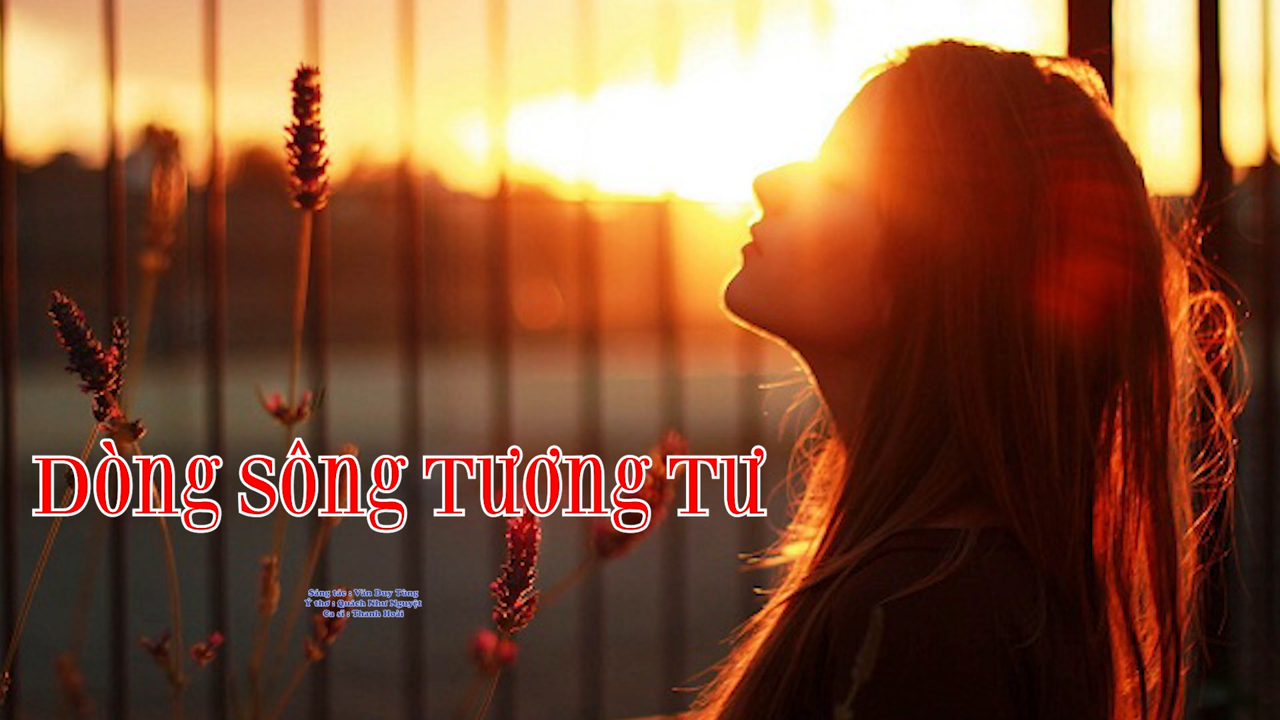 Dòng Sông Tương Tư
Sáng tác : Văn Duy Tùng
Ý thơ : Quách Như Nguyệt
Ca sĩ : Thanh Hoài